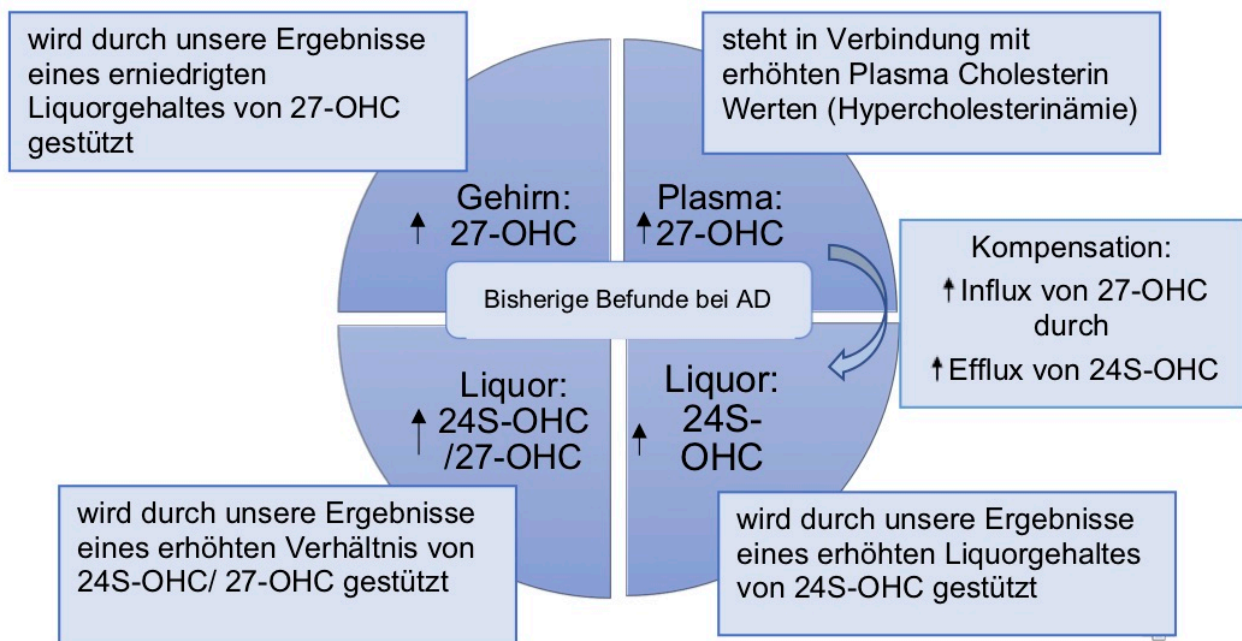 wird durch unsere Ergebnisse
eines erniedrigten
Liquorgehaltes von 27-OHC
gestützt
steht in Verbindung mit
erhöhten Plasma Cholesterin
Werten (Hypercholesterinämie)
Gehirn:
↑ 27-OHC
Plasma:
↑ 27-OHC
Kompensation:
↑ Influx von 27-OHC
durch
↑ Efflux von 24S-OHC
Bisherige Befunde bei AD
Liquor:
↑ 24S-OHC
/27-OHC
Liquor:
24S-
↑ OHC
wird durch unsere Ergebnisse
eines erhöhten Verhältnis von
24S-OHC/ 27-OHC gestützt
wird durch unsere Ergebnisse
eines erhöhten Liquorgehaltes
von 24S-OHC gestützt